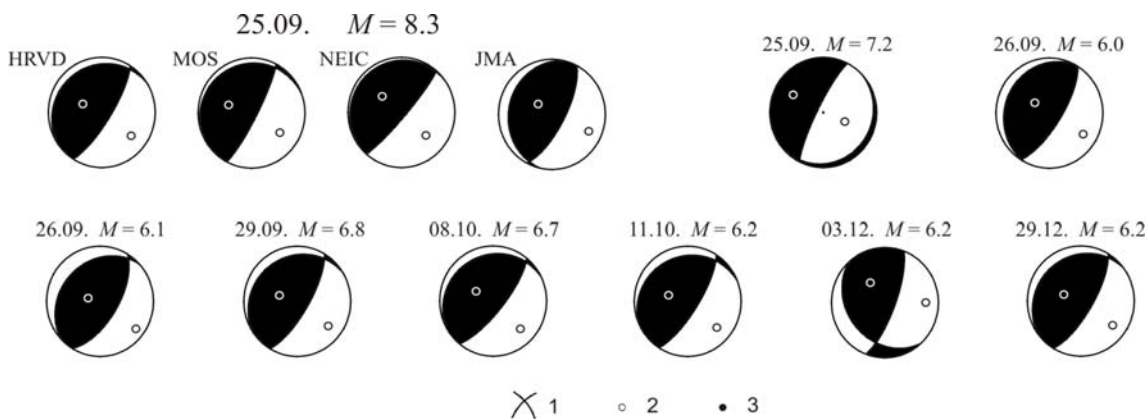 25.09. M = 8.3
HRVD MOS NEIC JMA
25.09. M = 7.2
26.09. M = 6.0
26.09. M = 6.1
29.09. M = 6.8
08.10. M = 6.7
11.10. M = 6.2
03.12. M = 6.2
29.12. M = 6.2
1 2 3